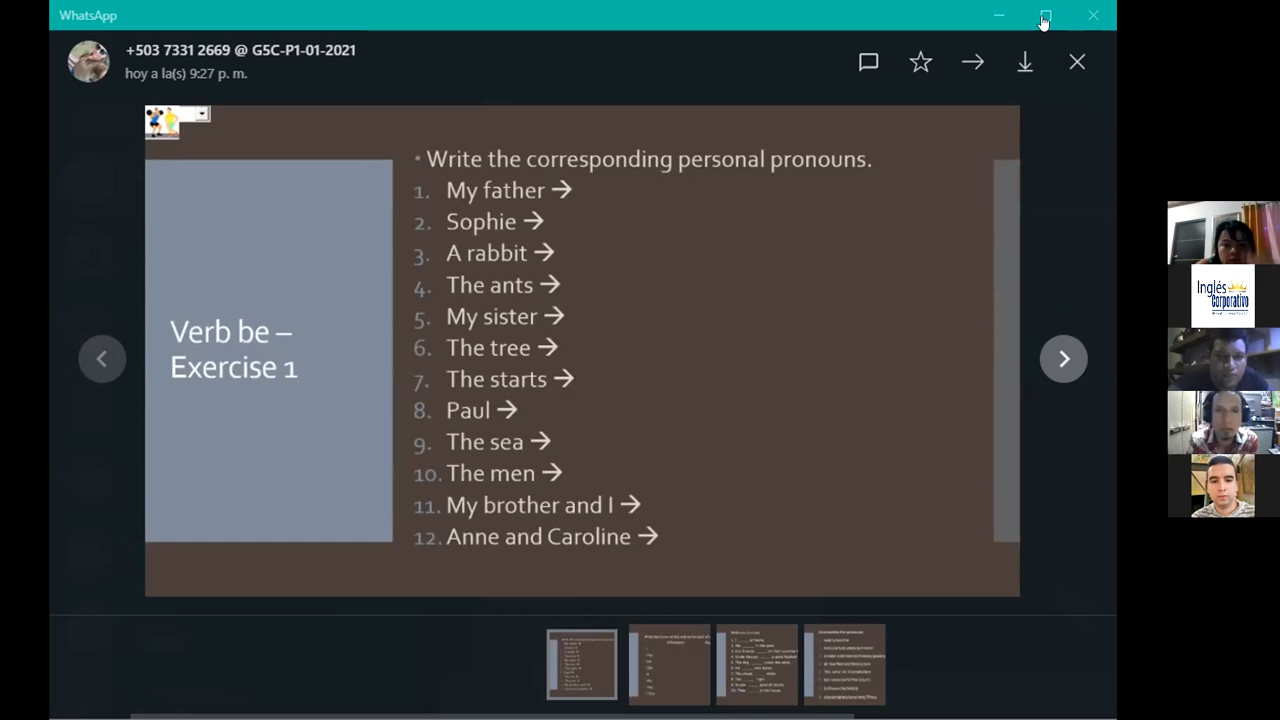 WhatsApp
+503 7331 2669 @ G5C-P1-01-2021
hoy a la(s) 9:27 p. m.
Verb be –
Exercise 1
• Write the corresponding personal pronouns.
1. My father →
2. Sophie →
3. A rabbit →
4. The ants →
5. My sister →
6. The tree →
7. The starts →
8. Paul →
9. The sea →
10. The men →
11. My brother and I →
12. Anne and Caroline →
Inglés
Corporativo